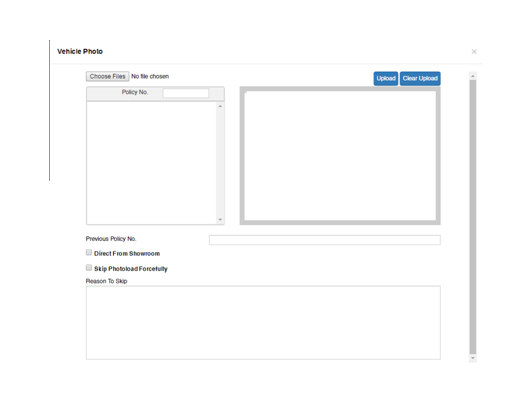 Vehicle Photo ×
Choose Files No file chosen Upload Clear Upload
Policy No.
Previous Policy No.
Direct From Showroom
Skip Photoload Forcefully
Reason To Skip